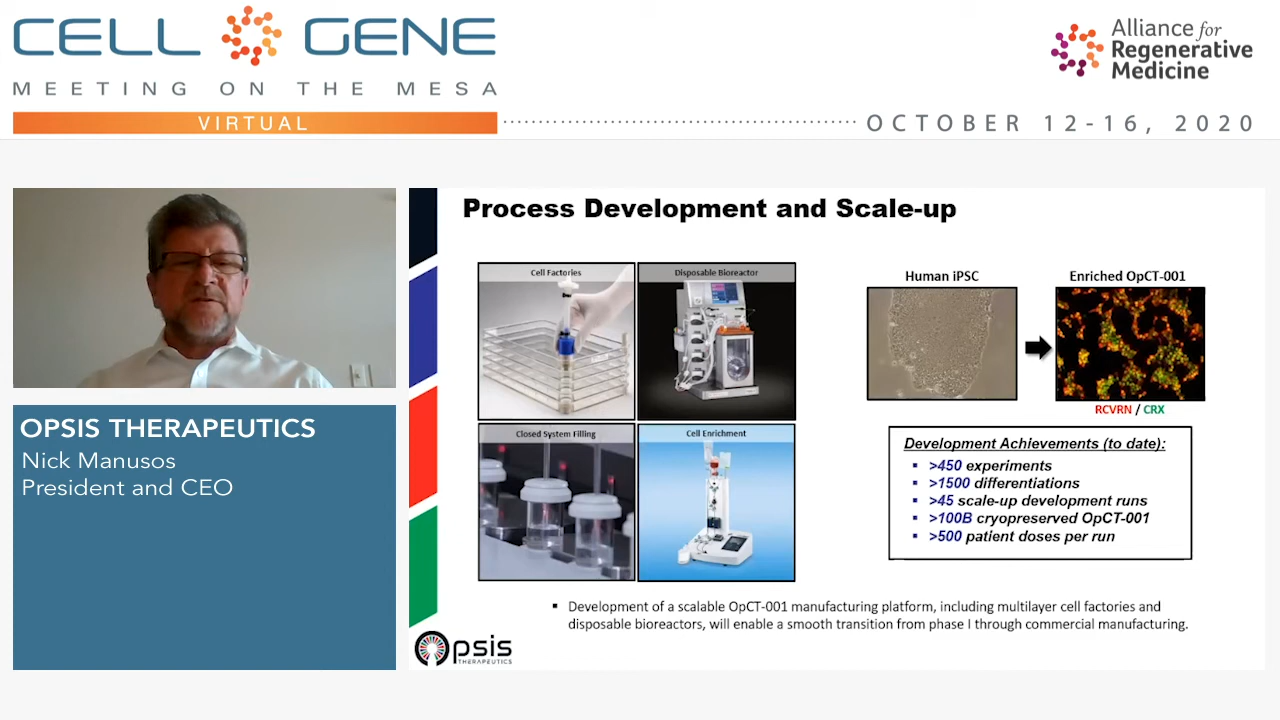 CELL GENE
MEETING ON THE MESA
VIRTUAL
Alliance for
Regenerative
Medicine
OCTOBER 12-16, 2020
OPSIS THERAPEUTICS
Nick Manusos
President and CEO
Process Development and Scale-up
Cell Factories
Disposable Bioreactor
Closed System Filling
Cell Enrichment
Human iPSC
Enriched OpCT-001
RCVRN / CRX
Development Achievements (to date):
▪ >450 experiments
▪ >1500 differentiations
▪ >45 scale-up development runs
▪ >100B cryopreserved OpCT-001
▪ >500 patient doses per run
▪ Development of a scalable OpCT-001 manufacturing platform, including multilayer cell factories and
disposable bioreactors, will enable a smooth transition from phase I through commercial manufacturing.
Opsis
THERAPEUTICS